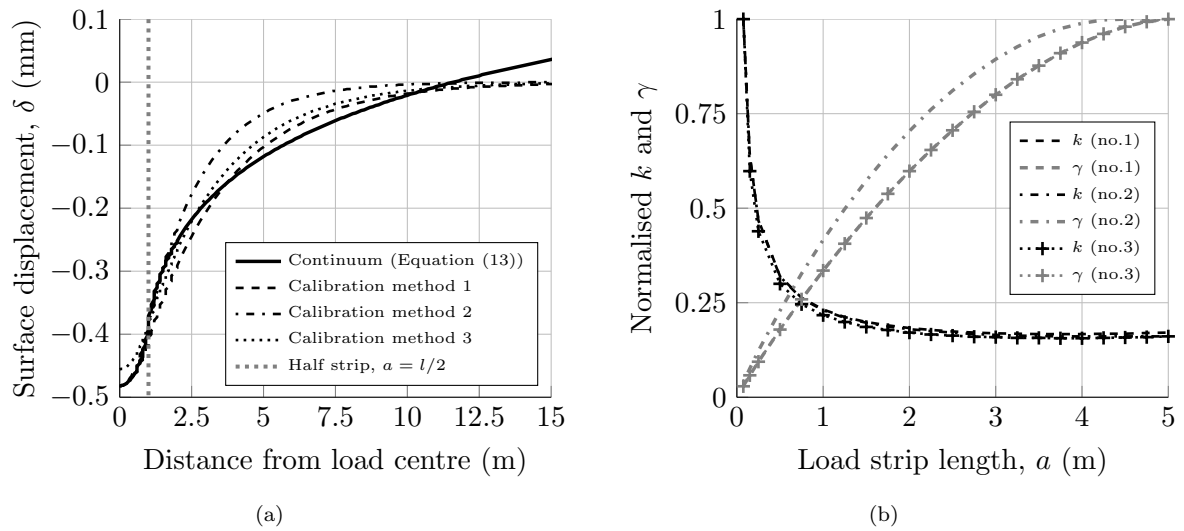 0.1
0
−0.1
−0.2
−0.3
−0.4
−0.5
Surface displacement, δ (mm)
0 2.5 5 7.5 10 12.5 15
Distance from load centre (m)
Continuum (Equation (13))
Calibration method 1
Calibration method 2
Calibration method 3
Half strip, a = l/2
(a)
1
0.75
0.5
0.25
0
Normalised k and γ
0 1 2 3 4 5
Load strip length, a (m)
k (no.1)
γ (no.1)
k (no.2)
γ (no.2)
k (no.3)
γ (no.3)
(b)